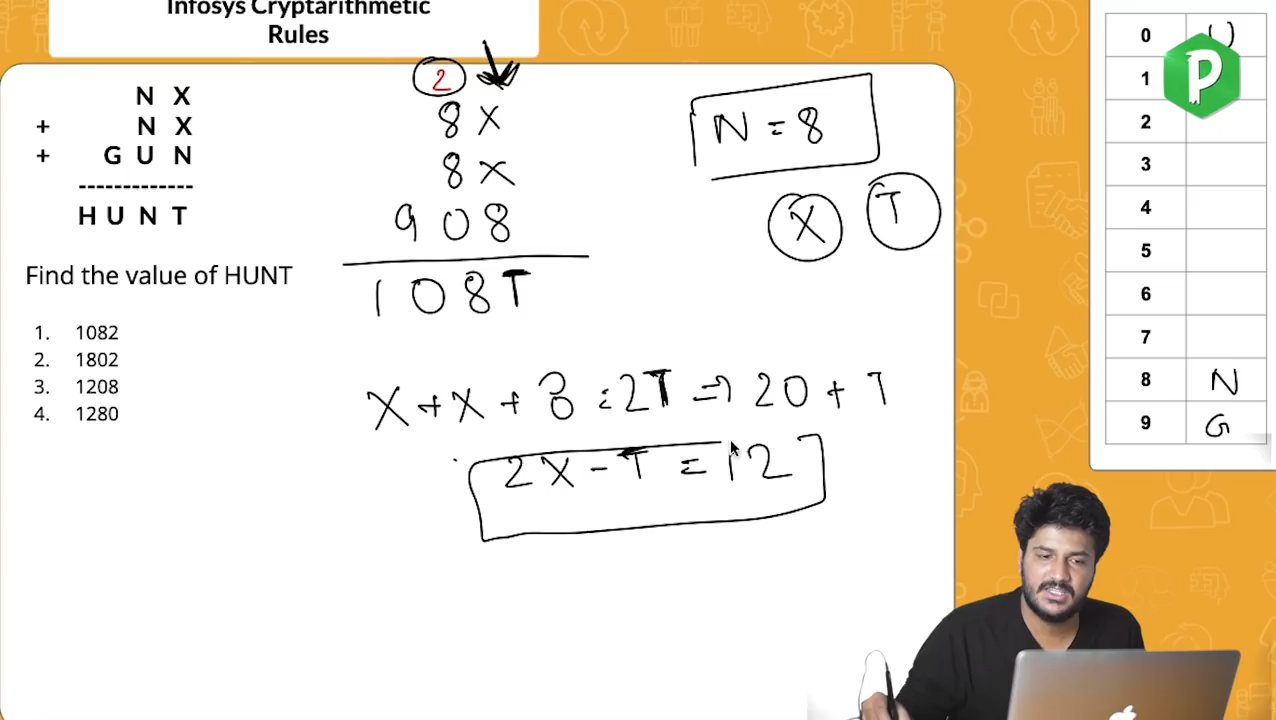 Infosys Cryptarithmetic
Rules
N X
+ N X
+ G U N
-------------
H U N T
Find the value of HUNT
1. 1082
2. 1802
3. 1208
4. 1280
2
8 X
8 X
9 0 8
1 0 8 T
N = 8
X T
X + X + 8 = 2T => 20 + T
2X - T = 12
0 U
1
2
3
4
5
6
7
8 N
9 G
P